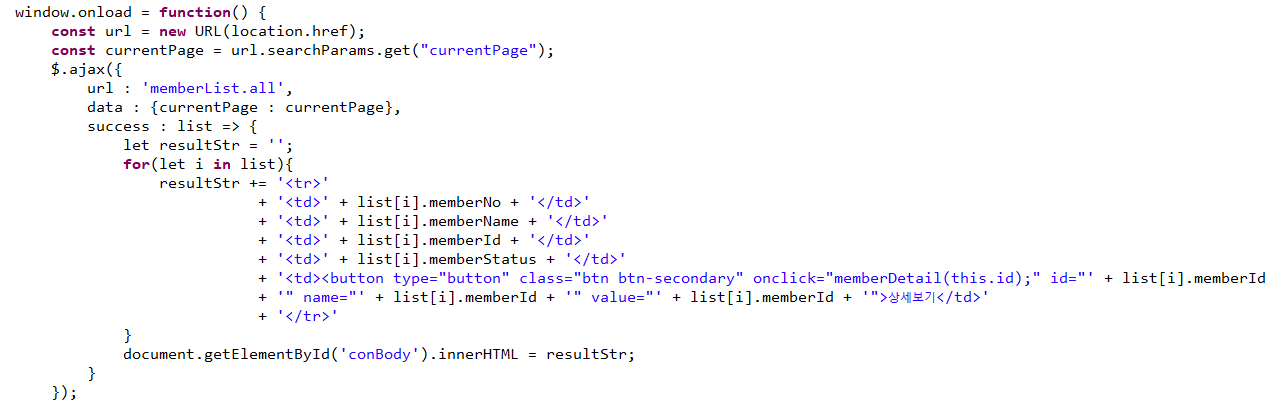 window.onload = function() {
    const url = new URL(location.href);
    const currentPage = url.searchParams.get("currentPage");
    $.ajax({
        url : 'memberList.all',
        data : {currentPage : currentPage},
        success : list => {
            let resultStr = '';
            for(let i in list){
                resultStr += '<tr>'
                           + '<td>' + list[i].memberNo + '</td>'
                           + '<td>' + list[i].memberName + '</td>'
                           + '<td>' + list[i].memberId + '</td>'
                           + '<td>' + list[i].memberStatus + '</td>'
                           + '<td><button type="button" class="btn btn-secondary" onclick="memberDetail(this.id);" id="' + list[i].memberId
                           + '" name="' + list[i].memberId + '" value="' + list[i].memberId + '">상세보기</td>'
                           + '</tr>'
            }
            document.getElementById('conBody').innerHTML = resultStr;
        }
    });